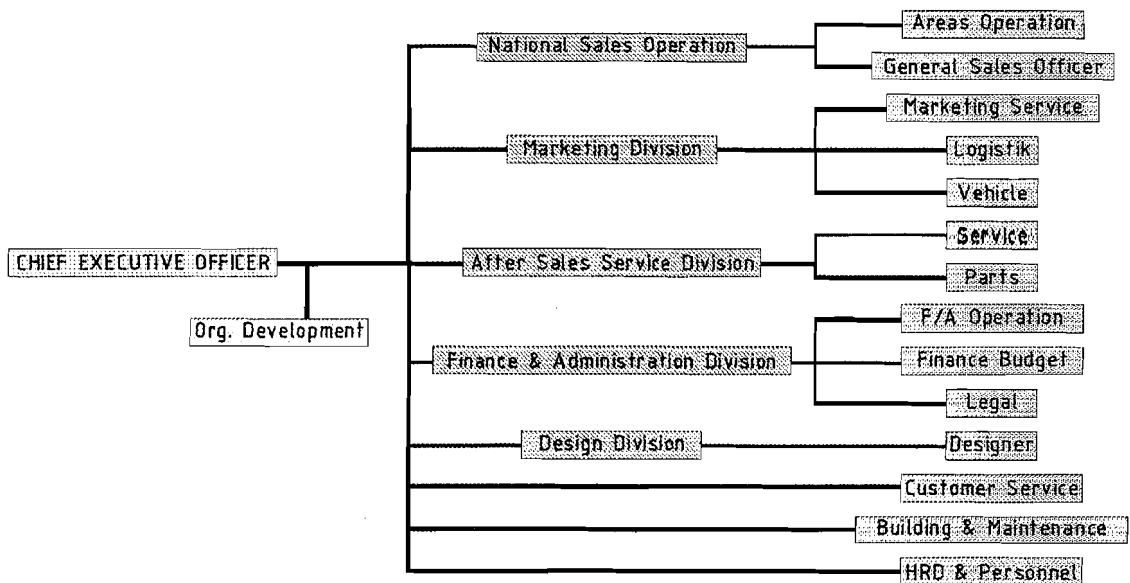 Areas Operation
National Sales Operation
General Sales Officer
Marketing Service
Marketing Division
Logistik
Vehicle
Service
CHIEF EXECUTIVE OFFICER
After Sales Service Division
Parts
Org. Development
F/A Operation
Finance & Administration Division
Finance Budget
Legal
Design Division
Designer
Customer Service
Building & Maintenance
HRD & Personnel